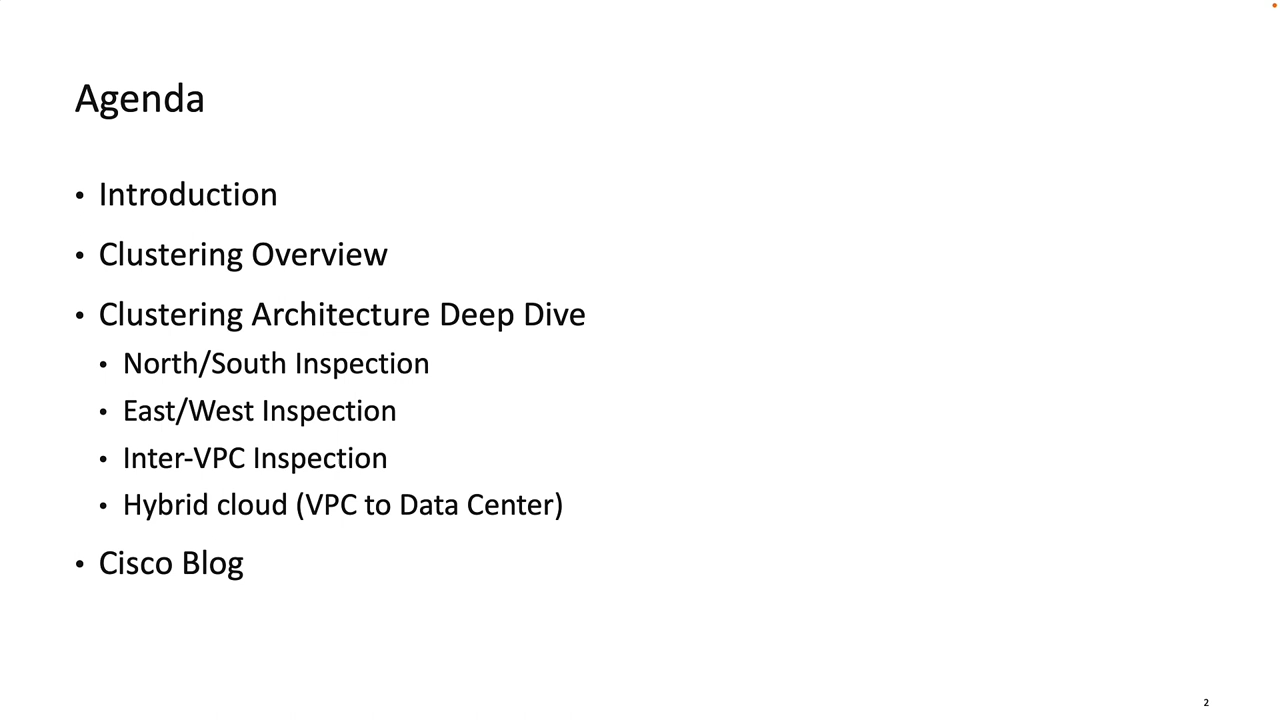 Agenda
• Introduction
• Clustering Overview
• Clustering Architecture Deep Dive
• North/South Inspection
• East/West Inspection
• Inter-VPC Inspection
• Hybrid cloud (VPC to Data Center)
• Cisco Blog
2